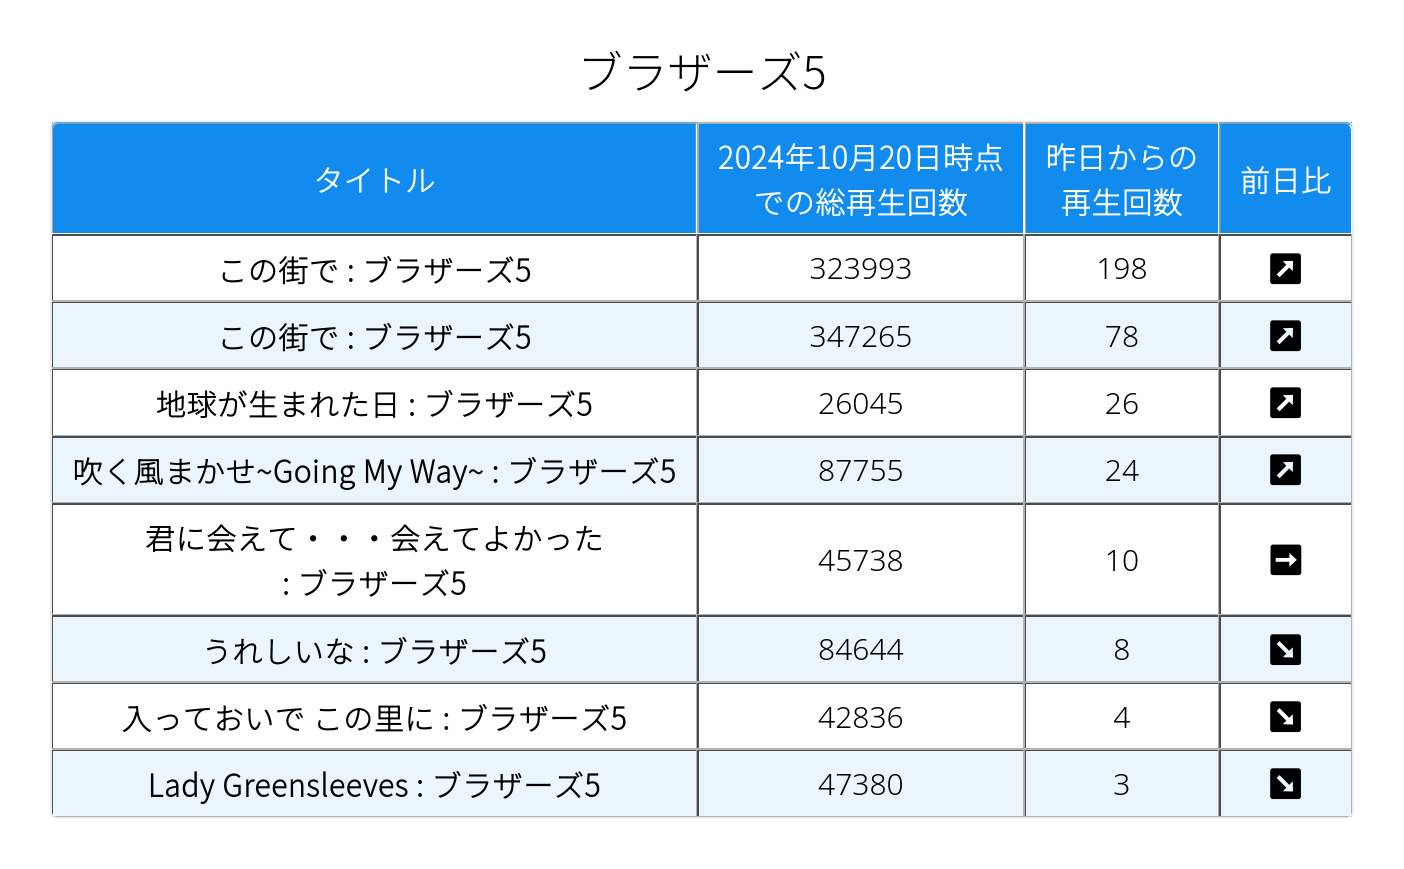 ブラザーズ5
タイトル
2024年10月20日時点
での総再生回数
昨日からの
再生回数
前日比
この街で : ブラザーズ5 323993 198
この街で : ブラザーズ5 347265 78
地球が生まれた日 : ブラザーズ5 26045 26
吹く風まかせ~Going My Way~ : ブラザーズ5 87755 24
君に会えて・・・会えてよかった
: ブラザーズ5 45738 10
うれしいな : ブラザーズ5 84644 8
入っておいで この里に : ブラザーズ5 42836 4
Lady Greensleeves : ブラザーズ5 47380 3